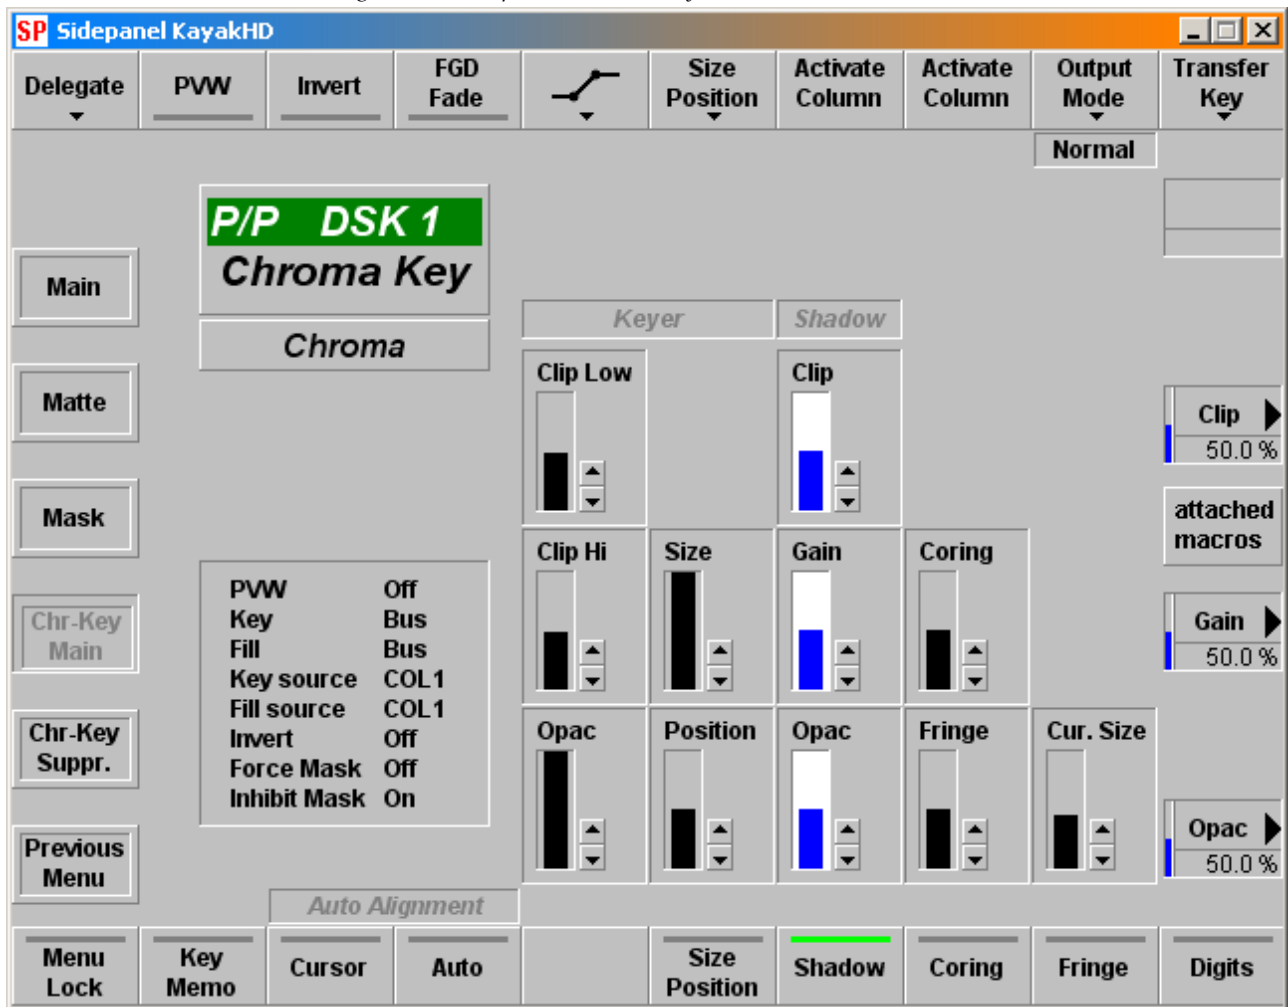 SP Sidepanel KayakHD
Delegate PVW Invert FGD Fade Size Position Activate Column Activate Column Output Mode Transfer Key
Normal
P/P DSK 1
Chroma Key
Chroma
Main
Matte
Mask
Chr-Key
Main
Chr-Key
Suppr.
Previous
Menu
PVW Off
Key Bus
Fill Bus
Key source COL1
Fill source COL1
Invert Off
Force Mask Off
Inhibit Mask On
Keyer Shadow
Clip Low Clip
Clip Hi Size Gain Coring
Opac Position Opac Fringe Cur. Size
Clip
50.0 %
attached
macros
Gain
50.0 %
Opac
50.0 %
Auto Alignment
Menu Lock Key Memo Cursor Auto Size Position Shadow Coring Fringe Digits